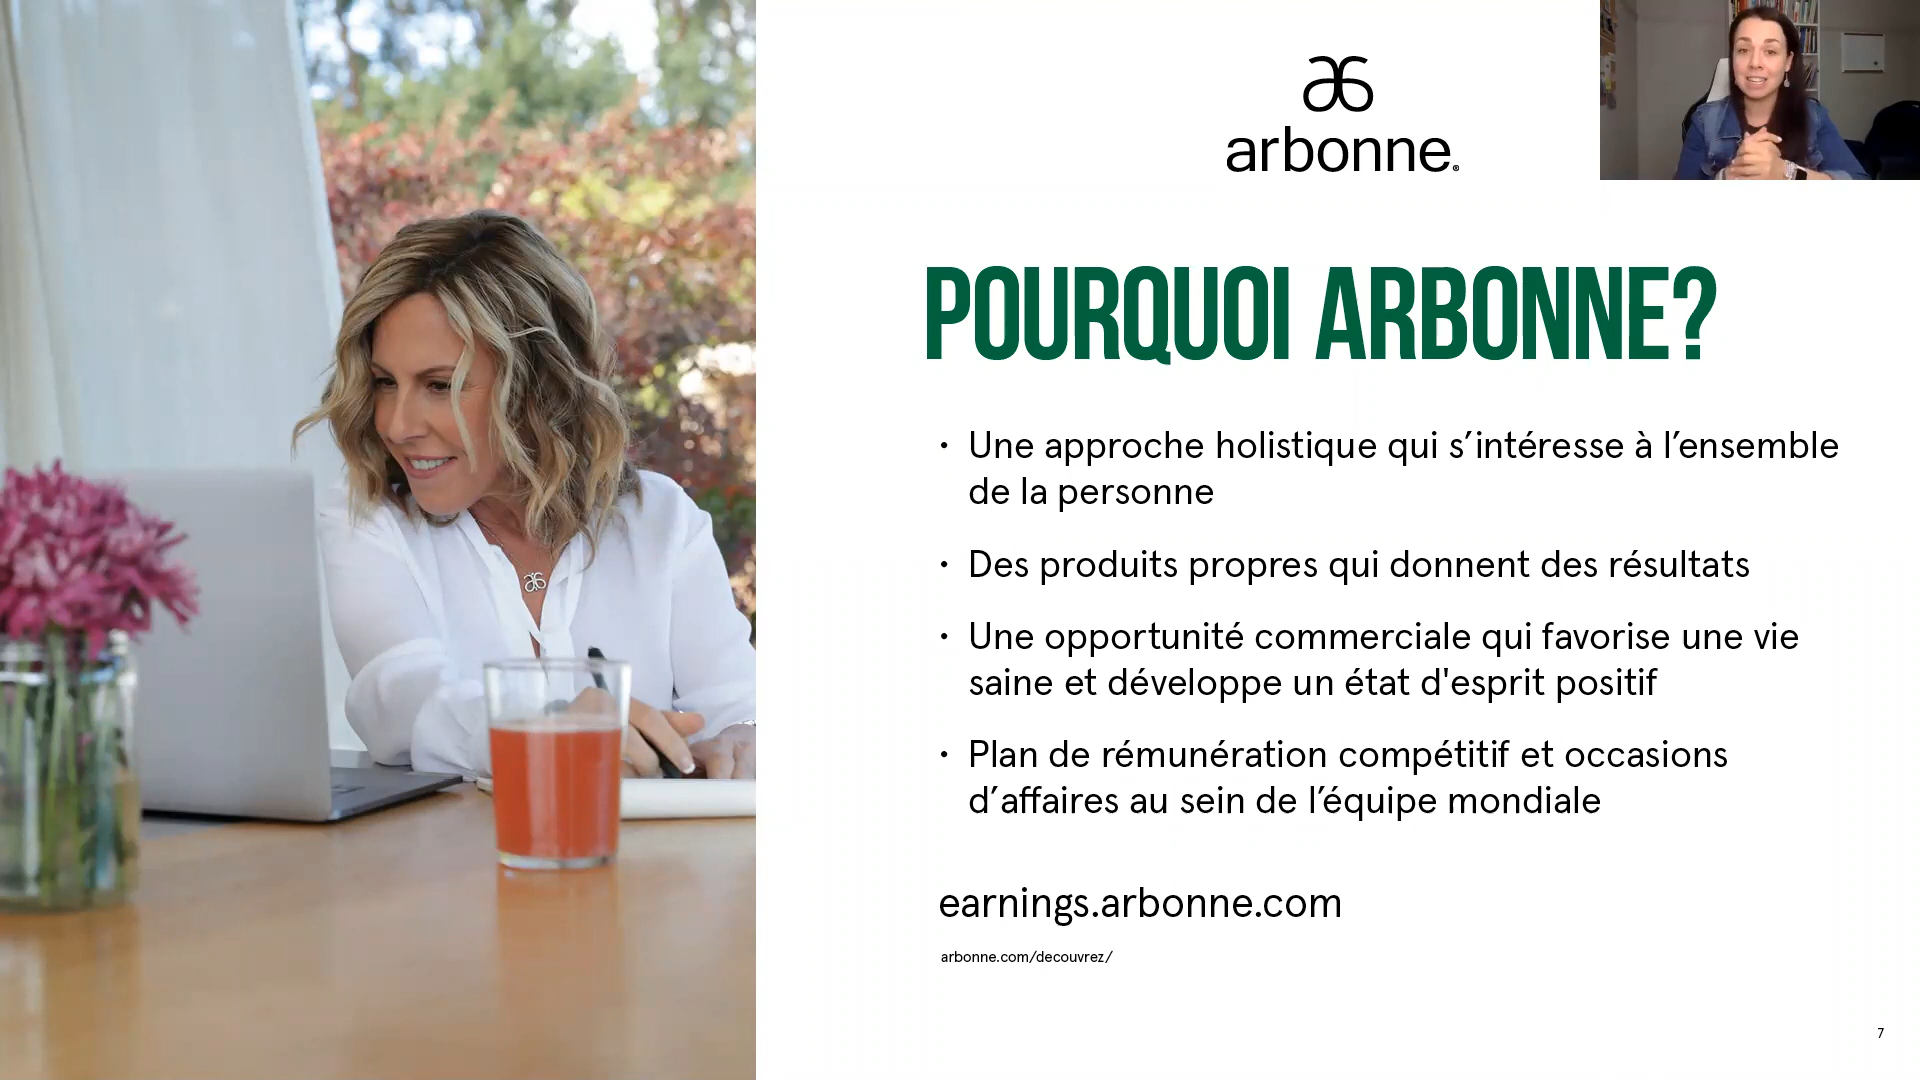 arbonne®
POURQUOI ARBONNE?
• Une approche holistique qui s’intéresse à l’ensemble
de la personne
• Des produits propres qui donnent des résultats
• Une opportunité commerciale qui favorise une vie
saine et développe un état d'esprit positif
• Plan de rémunération compétitif et occasions
d’affaires au sein de l’équipe mondiale
earnings.arbonne.com
arbonne.com/decouvrez/
7